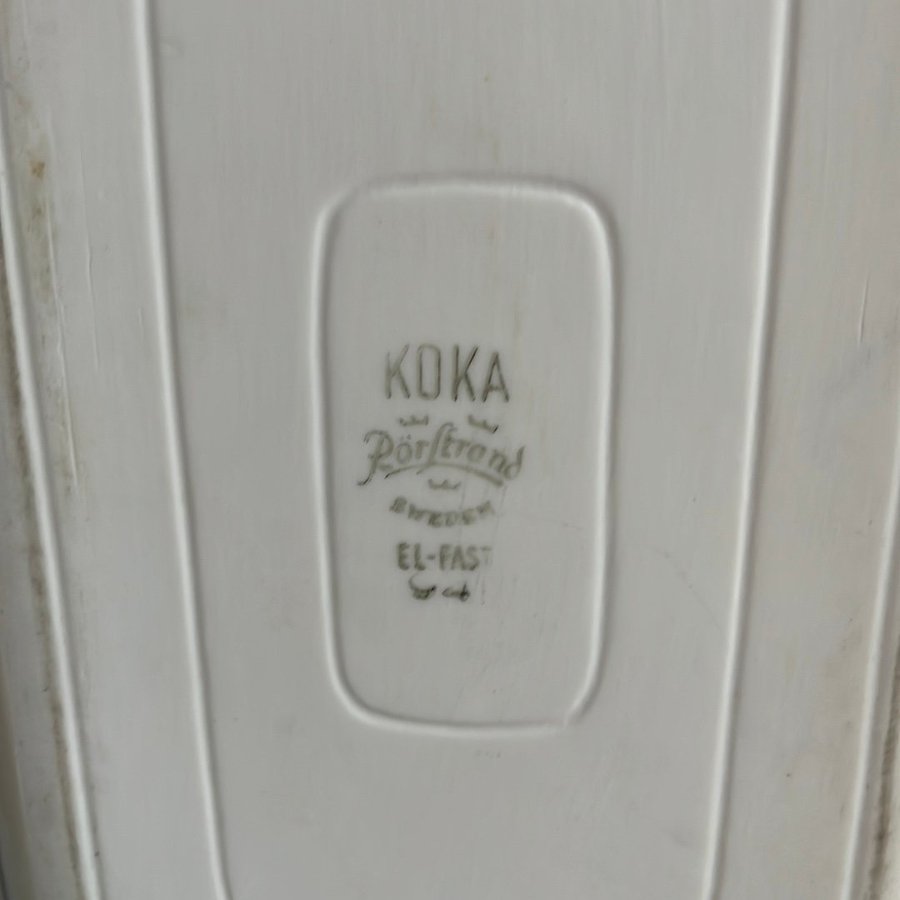 KOKA
Rörstrand
SWEDEN
EL-FAST